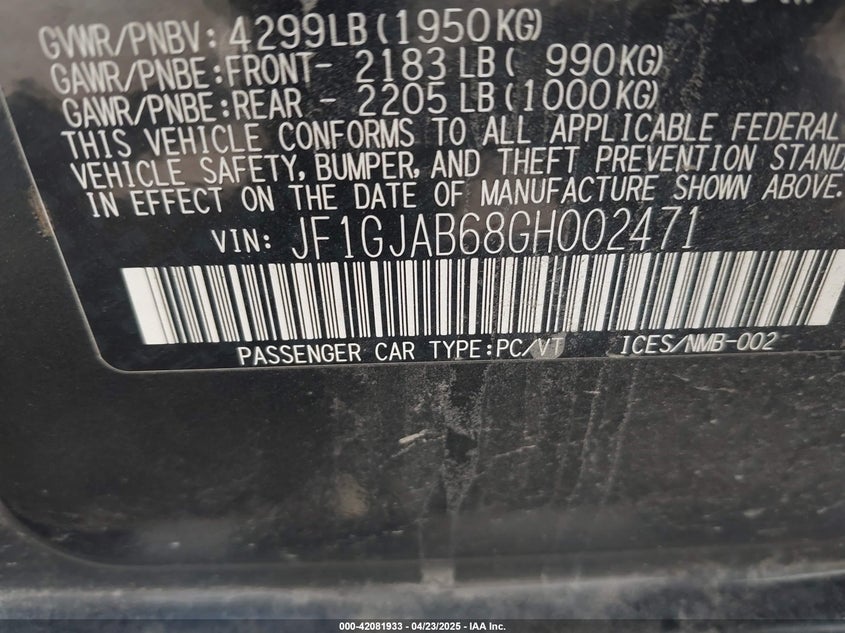 GVWR/PNBV: 4299LB(1950KG)
GAWR/PNBE:FRONT- 2183 LB( 990KG)
GAWR/PNBE:REAR - 2205 LB(1000KG)
THIS VEHICLE CONFORMS TO ALL APPLICABLE FEDERAL
VEHICLE SAFETY, BUMPER, AND THEFT PREVENTION STAND
IN EFFECT ON THE DATE OF MANUFACTURE SHOWN ABOVE.
VIN: JF1GJAB68GH002471
PASSENGER CAR TYPE:PC/VT ICES/NMB-002
000-42081933 - 04/23/2025 - IAA Inc.